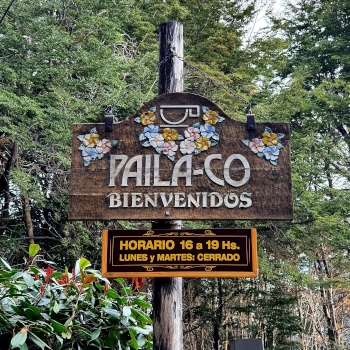 PAILA-CO
BIENVENIDOS
HORARIO 16 a 19 Hs.
LUNES y MARTES: CERRADO